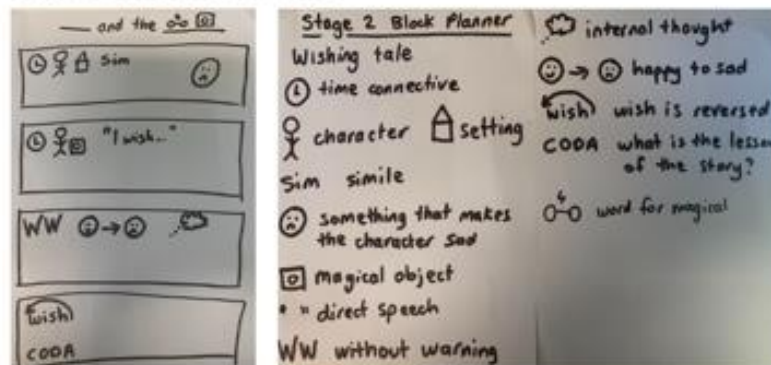 and the
Sim
"I wish..."
WW
wish
CODA
Stage 2 Block Planner
Wishing tale
time connective
character setting
Sim simile
something that makes
the character sad
magical object
" " direct speech
WW without warning
internal thought
happy to sad
wish wish is reversed
CODA what is the lesson
of the story?
word for magical